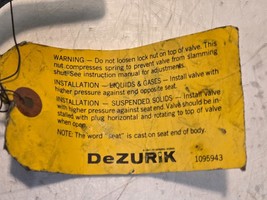 WARNING — Do not loosen lock nut on top of valve. This
nut compresses spring to prevent valve from slamming
shut! See instruction manual for adjustments.
INSTALLATION — LIQUIDS & GASES — Install valve with
higher pressure against end opposite seat.
INSTALLATION — SUSPENDED SOLIDS — Install valve
with higher pressure against seat end. Valve should be in-
stalled with plug horizontal and rotating to top of valve
when open.
NOTE: The word "seat" is cast on seat end of body.
DeZURiK
1095943